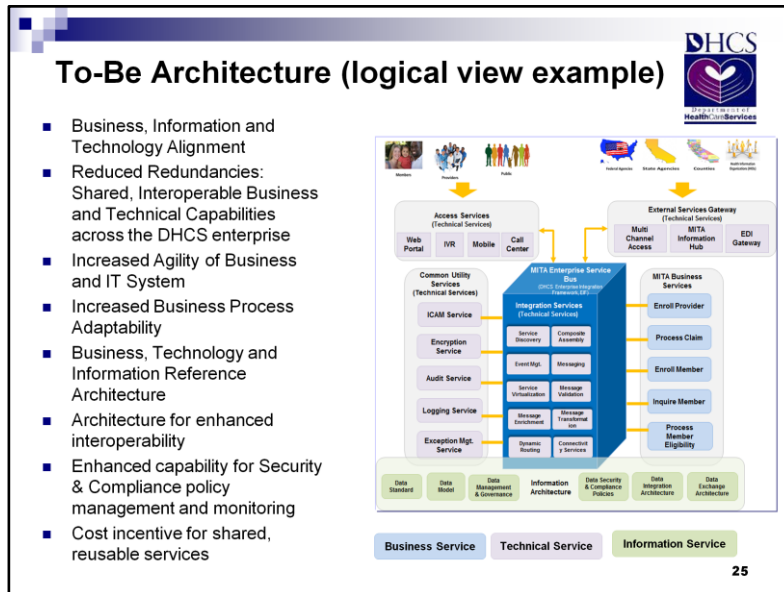 DHCS
Department of
HealthCareServices
To-Be Architecture (logical view example)
■ Business, Information and
Technology Alignment
■ Reduced Redundancies:
Shared, Interoperable Business
and Technical Capabilities
across the DHCS enterprise
■ Increased Agility of Business
and IT System
■ Increased Business Process
Adaptability
■ Business, Technology and
Information Reference
Architecture
■ Architecture for enhanced
interoperability
■ Enhanced capability for Security
& Compliance policy
management and monitoring
■ Cost incentive for shared,
reusable services
Members
Providers
Public
Federal Agencies
State Agencies
Counties
Access Services
(Technical Services)
Web
Portal
IVR
Mobile
Call
Center
External Services Gateway
(Technical Services)
Multi
Channel
Access
MITA
Information
Hub
EDI
Gateway
Common Utility
Services
(Technical Services)
ICAM Service
Encryption
Service
Audit Service
Logging Service
Exception Mgt.
Service
MITA Enterprise Service
Bus
(DHCS Enterprise Integration
Framework, EIF)
Integration Services
(Technical Services)
Service
Discovery
Composite
Assembly
Event Mgt.
Messaging
Service
Virtualization
Message
Validation
Message
Enrichment
Message
Transformat
ion
Dynamic
Routing
Connectivit
y Services
MITA Business
Services
Enroll Provider
Process Claim
Enroll Member
Inquire Member
Process
Member
Eligibility
Data
Standard
Data
Model
Data
Management
& Governance
Information
Architecture
Data Security
& Compliance
Policies
Data
Integration
Architecture
Data
Exchange
Architecture
Business Service
Technical Service
Information Service
25